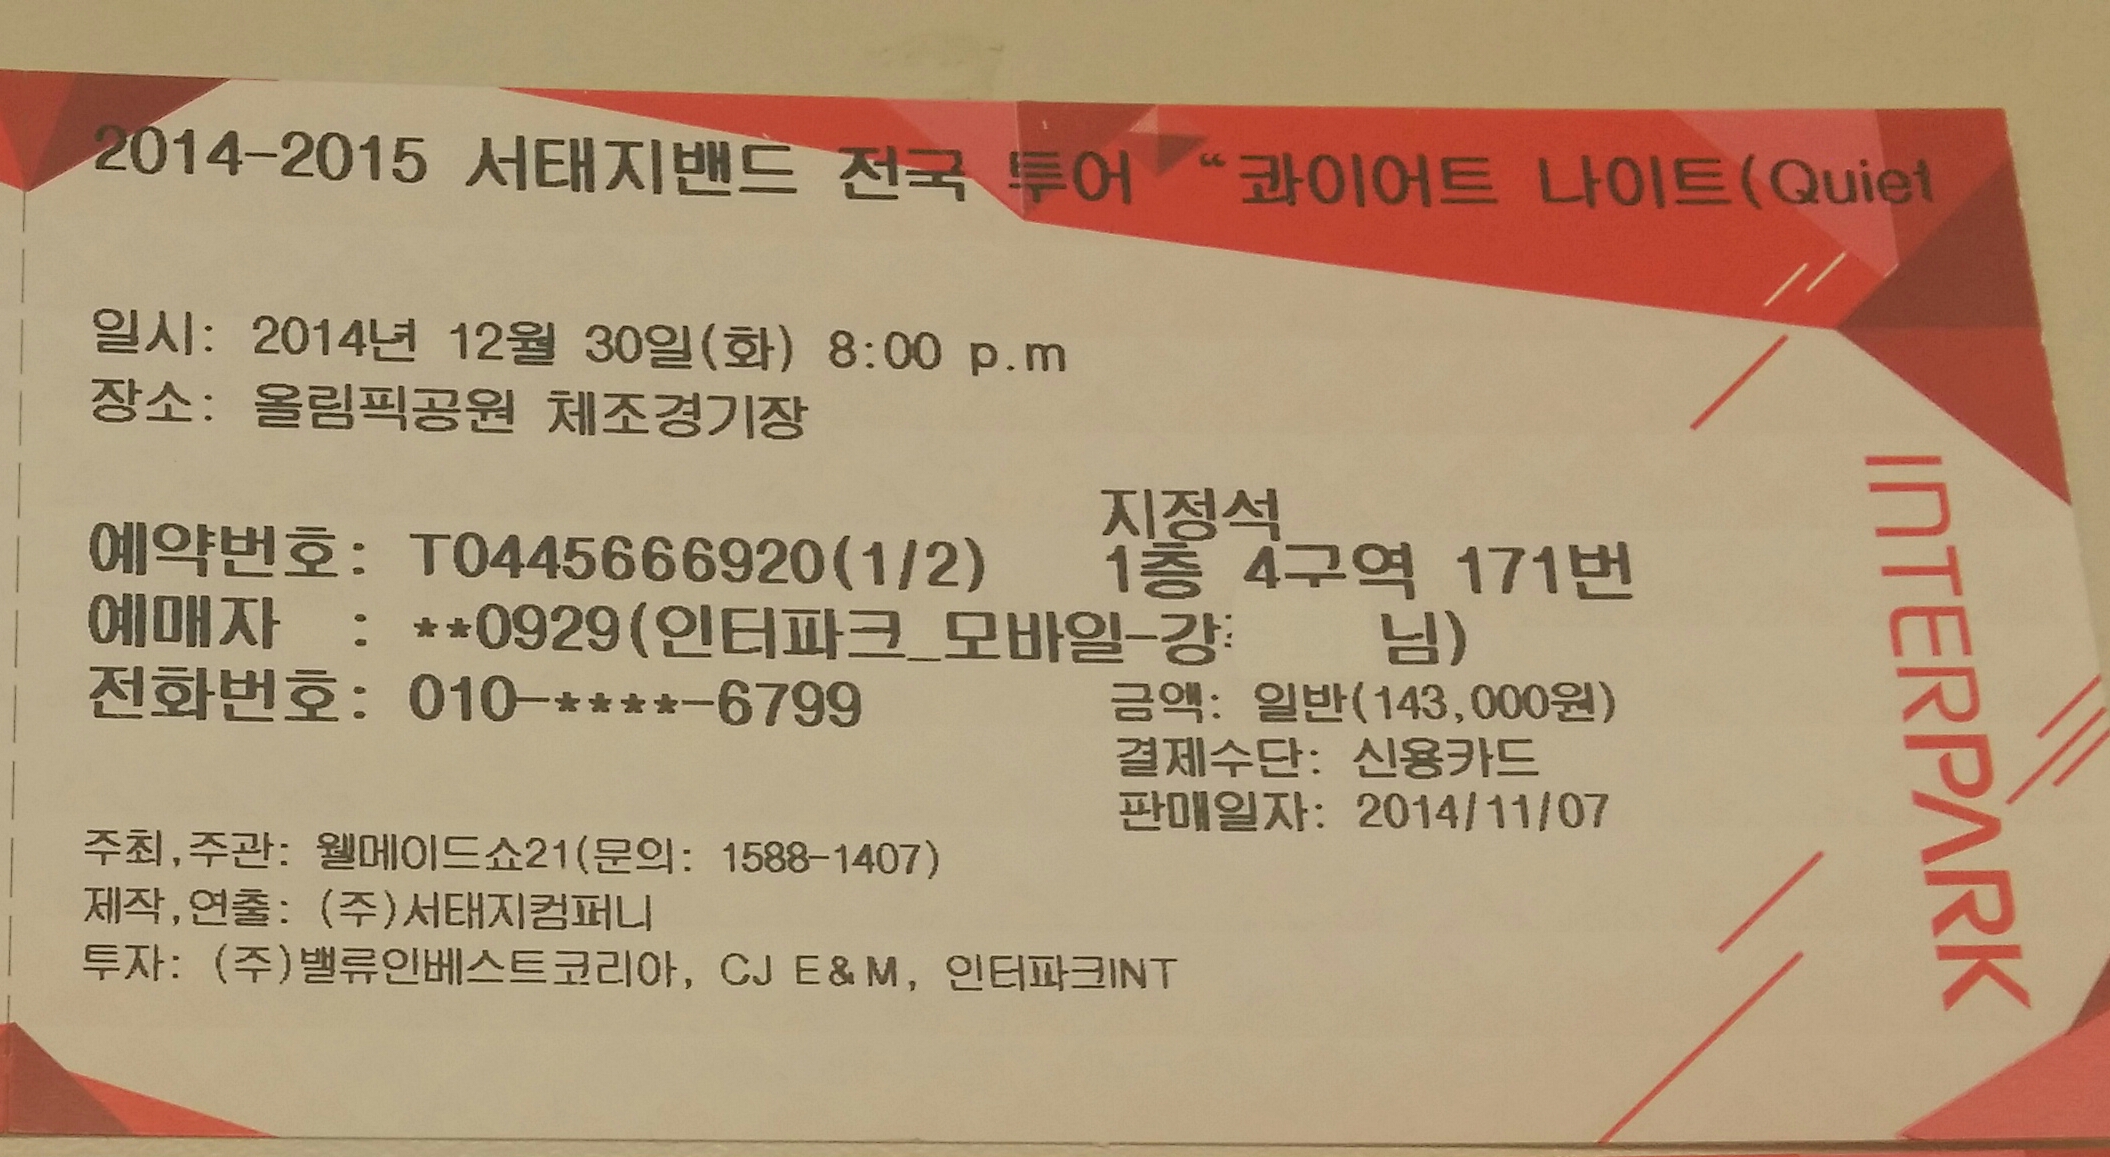 2014-2015 서태지밴드 전국 투어 “콰이어트 나이트(Quiet
일시: 2014년 12월 30일(화) 8:00 p.m
장소: 올림픽공원 체조경기장
지정석
예약번호: T0445666920(1/2) 1층 4구역 171번
예매자 : **0929(인터파크_모바일-강 님)
전화번호: 010-****-6799
금액: 일반(143,000원)
결제수단: 신용카드
판매일자: 2014/11/07
주최,주관: 웰메이드쇼21(문의: 1588-1407)
제작,연출: (주)서태지컴퍼니
투자: (주)밸류인베스트코리아, CJ E&M, 인터파크INT
INTERPARK